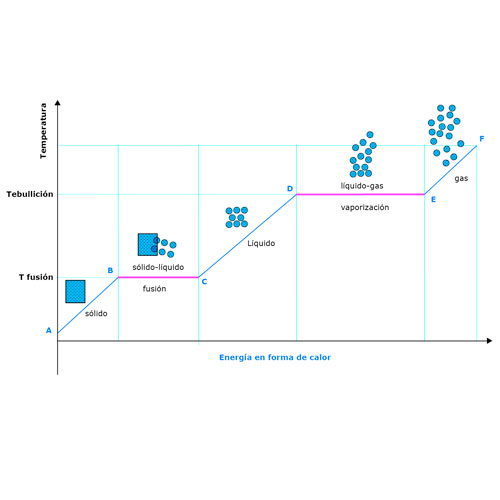 Temperatura
F
gas
líquido-gas
D
Tebullición
E
vaporización
Líquido
sólido-líquido
B
T fusión
C
fusión
sólido
A
Energía en forma de calor